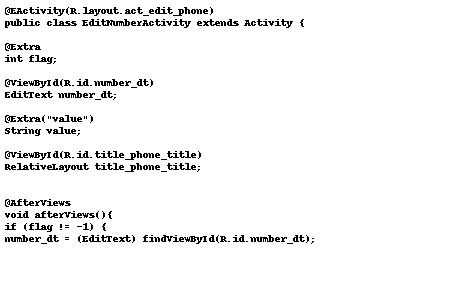 @EActivity(R.layout.act_edit_phone)
public class EditNumberActivity extends Activity {
@Extra
int flag;
@ViewById(R.id.number_dt)
EditText number_dt;
@Extra("value")
String value;
@ViewById(R.id.title_phone_title)
RelativeLayout title_phone_title;
@AfterViews
void afterViews(){
if (flag != -1) {
number_dt = (EditText) findViewById(R.id.number_dt);